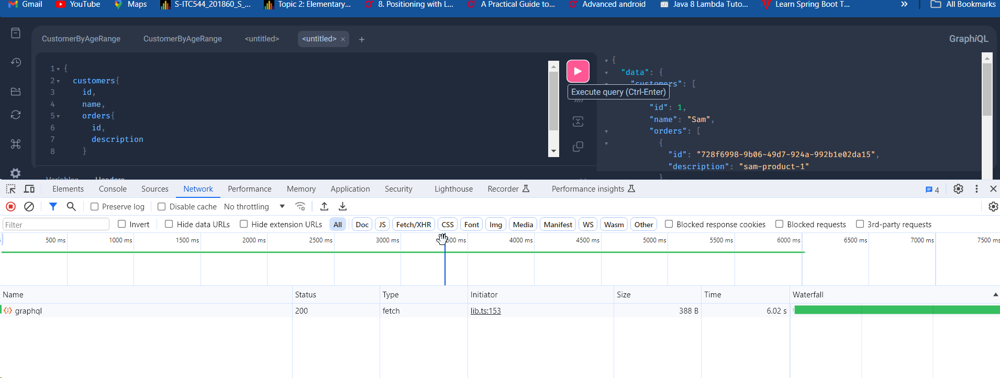 Gmail YouTube Maps S-ITC544_201860_S_... Topic 2: Elementary... 8. Positioning with L... A Practical Guide to... Advanced android Java 8 Lambda Tuto... Learn Spring Boot T... » All Bookmarks
CustomerByAgeRange CustomerByAgeRange <untitled> <untitled> × + GraphiQL
1 {
2 customers{
3 id,
4 name,
5 orders{
6 id,
7 description
8 }
{
"data": {
"customers": [
Execute query (Ctrl-Enter)
"id": 1,
"name": "Sam",
"orders": [
{
"id": "728f6998-9b06-49d7-924a-992b1e02da15",
"description": "sam-product-1"
}
Variables Headers
Elements Console Sources Network Performance Memory Application Security Lighthouse Recorder Performance insights 4
Preserve log Disable cache No throttling
Filter Invert Hide data URLs Hide extension URLs All Doc JS Fetch/XHR CSS Font Img Media Manifest WS Wasm Other Blocked response cookies Blocked requests 3rd-party requests
500 ms 1000 ms 1500 ms 2000 ms 2500 ms 3000 ms 500 ms 4000 ms 4500 ms 5000 ms 5500 ms 6000 ms 6500 ms 7000 ms 7500 ms
Name Status Type Initiator Size Time Waterfall
graphql 200 fetch lib.ts:153 388 B 6.02 s